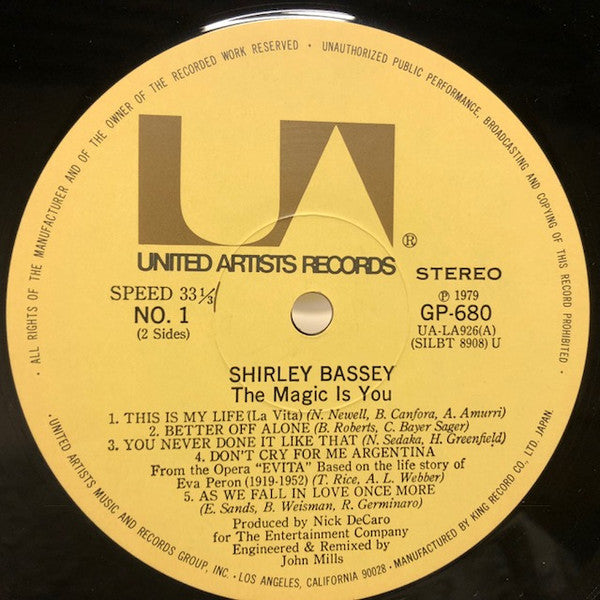 · ALL RIGHTS OF THE MANUFACTURER AND OF THE OWNER OF THE RECORDED WORK RESERVED · UNAUTHORIZED PUBLIC PERFORMANCE, BROADCASTING AND COPYING OF THIS RECORD PROHIBITED ·
UA®
UNITED ARTISTS RECORDS
STEREO
SPEED 33⅓
NO. 1
(2 Sides)
Ⓟ 1979
GP-680
UA-LA926(A)
(SILBT 8908) U
SHIRLEY BASSEY
The Magic Is You
1. THIS IS MY LIFE (La Vita) (N. Newell, B. Canfora, A. Amurri)
2. BETTER OFF ALONE (B. Roberts, C. Bayer Sager)
3. YOU NEVER DONE IT LIKE THAT (N. Sedaka, H. Greenfield)
4. DON'T CRY FOR ME ARGENTINA
From the Opera "EVITA" Based on the life story of
Eva Peron (1919-1952) (T. Rice, A. L. Webber)
5. AS WE FALL IN LOVE ONCE MORE
(E. Sands, B. Weisman, R. Germinaro)
Produced by Nick DeCaro
for The Entertainment Company
Engineered & Remixed by
John Mills
· UNITED ARTISTS MUSIC AND RECORDS GROUP, INC. · LOS ANGELES, CALIFORNIA 90028 · MANUFACTURED BY KING RECORD CO., LTD. JAPAN.